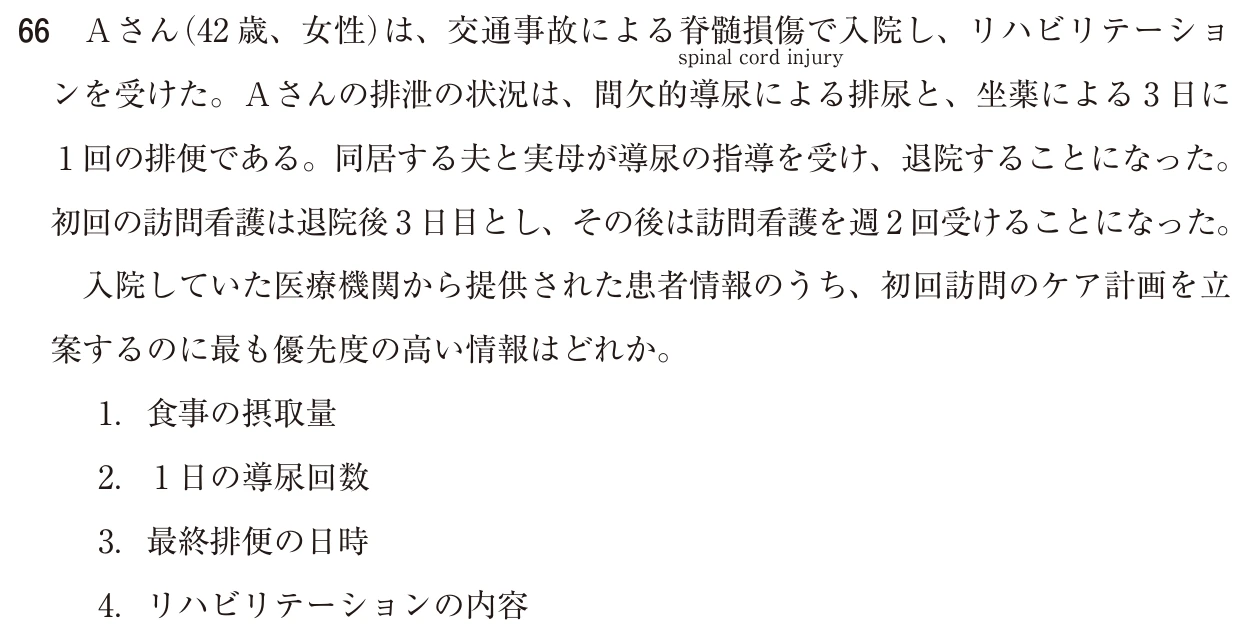 66 Aさん(42歳、女性)は、交通事故による脊髄損傷で入院し、リハビリテーショ
spinal cord injury
ンを受けた。Aさんの排泄の状況は、間欠的導尿による排尿と、坐薬による3日に
1回の排便である。同居する夫と実母が導尿の指導を受け、退院することになった。
初回の訪問看護は退院後3日目とし、その後は訪問看護を週2回受けることになった。
入院していた医療機関から提供された患者情報のうち、初回訪問のケア計画を立
案するのに最も優先度の高い情報はどれか。
1. 食事の摂取量
2. 1日の導尿回数
3. 最終排便の日時
4. リハビリテーションの内容